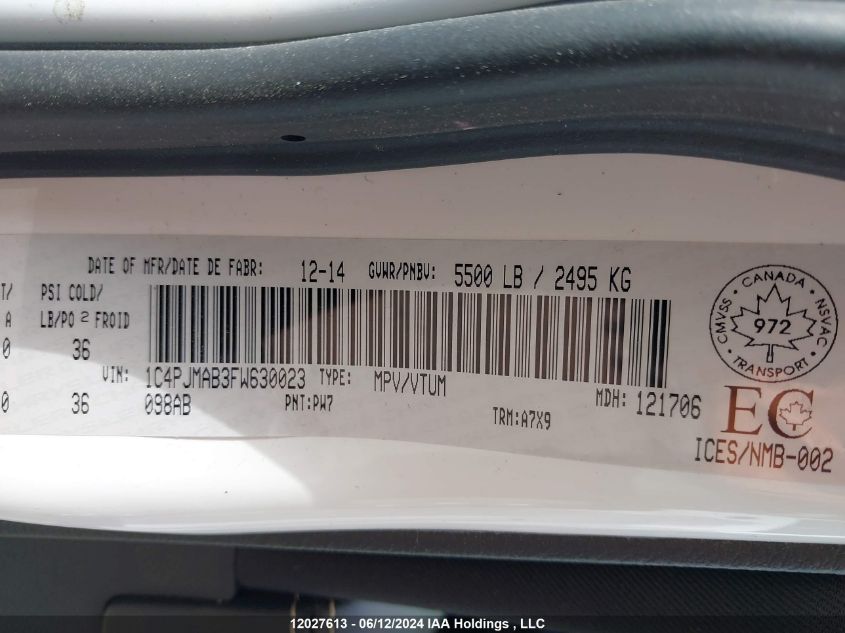 DATE OF MFR/DATE DE FABR: 12-14 GVWR/PNBV: 5500 LB / 2495 KG
T/ PSI COLD/
A LB/PO 2 FROID
0 36
VIN: 1C4PJMAB3FW630023 TYPE: MPV/VTUM MDH: 121706
0 36 098AB PNT:PW7 TRM:A7X9
CANADA
CMVSS NSVAC
972
TRANSPORT
EC
ICES/NMB-002
12027613 - 06/12/2024 IAA Holdings , LLC